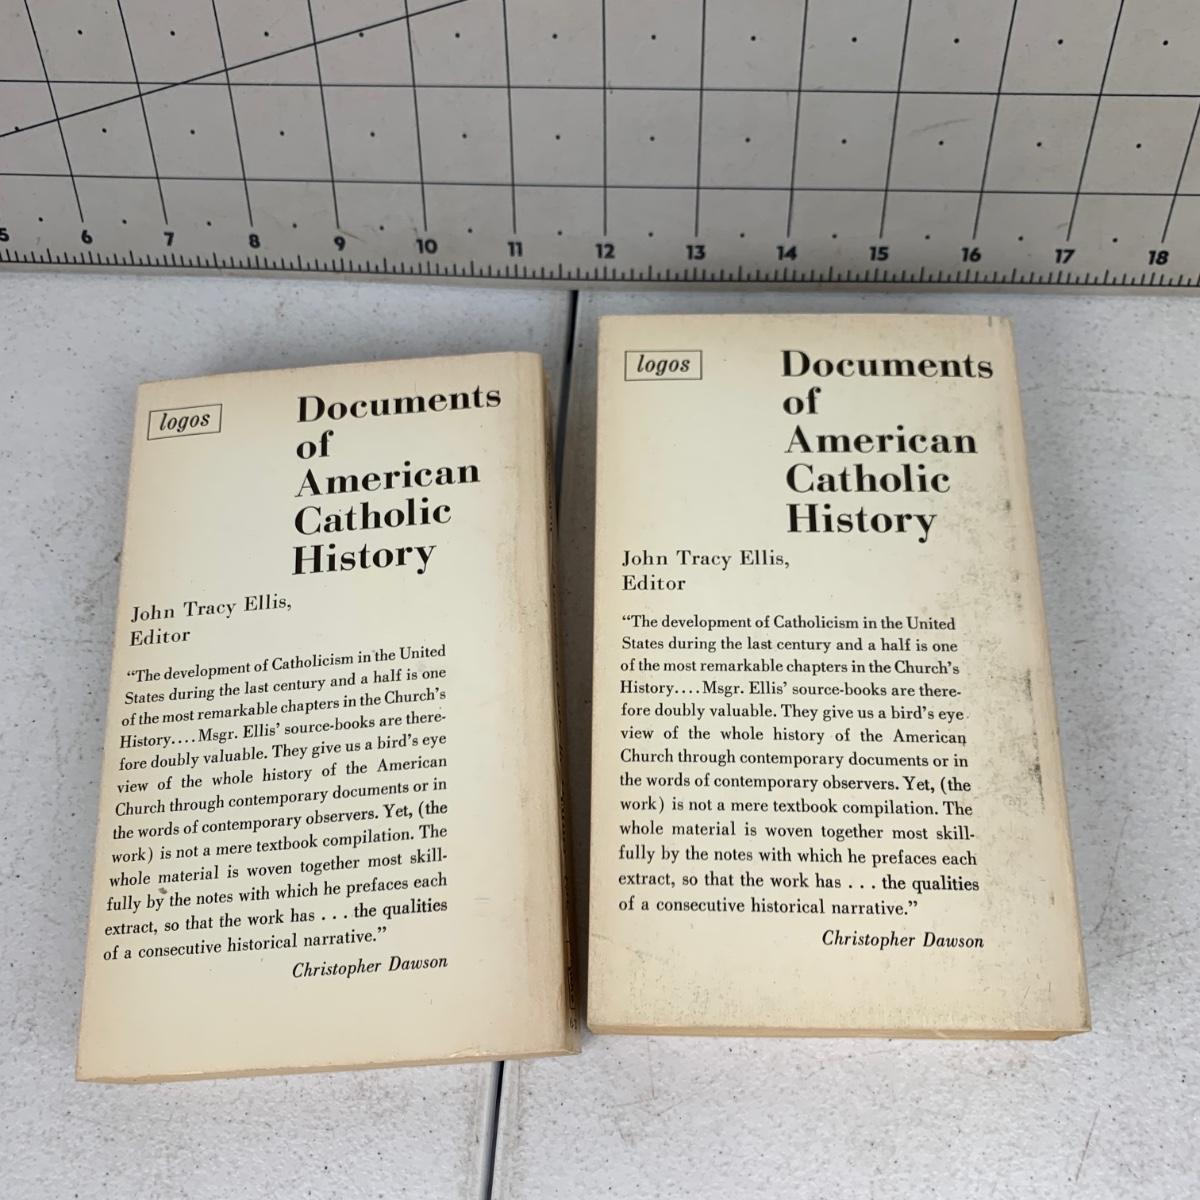 5 6 7 8 9 10 11 12 13 14 15 16 17 18
logos
Documents
of
American
Catholic
History
John Tracy Ellis,
Editor
“The development of Catholicism in the United
States during the last century and a half is one
of the most remarkable chapters in the Church’s
History.... Msgr. Ellis’ source-books are there-
fore doubly valuable. They give us a bird’s eye
view of the whole history of the American
Church through contemporary documents or in
the words of contemporary observers. Yet, (the
work) is not a mere textbook compilation. The
whole material is woven together most skill-
fully by the notes with which he prefaces each
extract, so that the work has . . . the qualities
of a consecutive historical narrative.”
Christopher Dawson
logos
Documents
of
American
Catholic
History
John Tracy Ellis,
Editor
“The development of Catholicism in the United
States during the last century and a half is one
of the most remarkable chapters in the Church’s
History.... Msgr. Ellis’ source-books are there-
fore doubly valuable. They give us a bird’s eye
view of the whole history of the American
Church through contemporary documents or in
the words of contemporary observers. Yet, (the
work) is not a mere textbook compilation. The
whole material is woven together most skill-
fully by the notes with which he prefaces each
extract, so that the work has . . . the qualities
of a consecutive historical narrative.”
Christopher Dawson